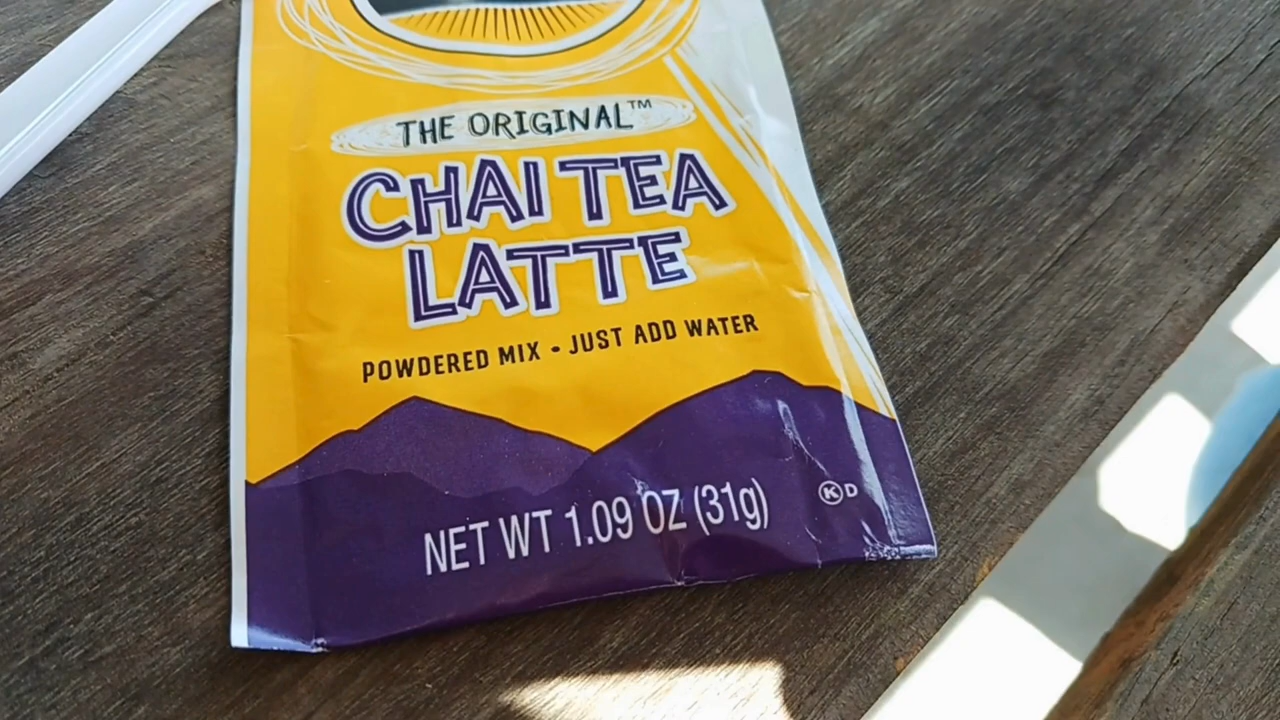 THE ORIGINAL™
CHAI TEA
LATTE
POWDERED MIX • JUST ADD WATER
NET WT 1.09 OZ (31g)
K D